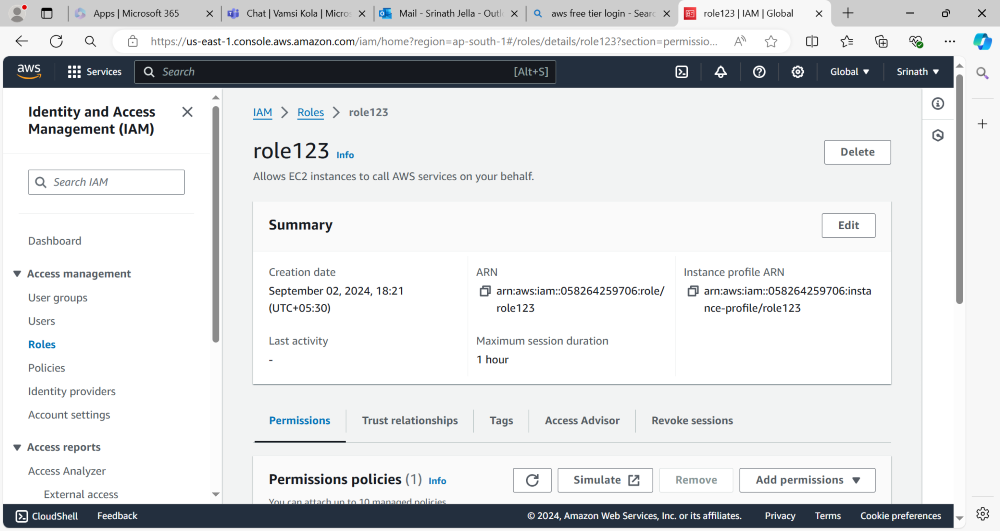 Apps | Microsoft 365
Chat | Vamsi Kola | Micros
Mail - Srinath Jella - Outlo
aws free tier login - Searc
role123 | IAM | Global
https://us-east-1.console.aws.amazon.com/iam/home?region=ap-south-1#/roles/details/role123?section=permissio...
aws
Services
Search
[Alt+S]
Global
Srinath
Identity and Access
Management (IAM)
Search IAM
Dashboard
Access management
User groups
Users
Roles
Policies
Identity providers
Account settings
Access reports
Access Analyzer
External access
IAM > Roles > role123
role123 Info
Delete
Allows EC2 instances to call AWS services on your behalf.
Summary
Edit
Creation date
September 02, 2024, 18:21
(UTC+05:30)
ARN
arn:aws:iam::058264259706:role/
role123
Instance profile ARN
arn:aws:iam::058264259706:insta
nce-profile/role123
Last activity
-
Maximum session duration
1 hour
Permissions
Trust relationships
Tags
Access Advisor
Revoke sessions
Permissions policies (1) Info
Simulate
Remove
Add permissions
You can attach up to 10 managed policies.
CloudShell
Feedback
© 2024, Amazon Web Services, Inc. or its affiliates.
Privacy
Terms
Cookie preferences